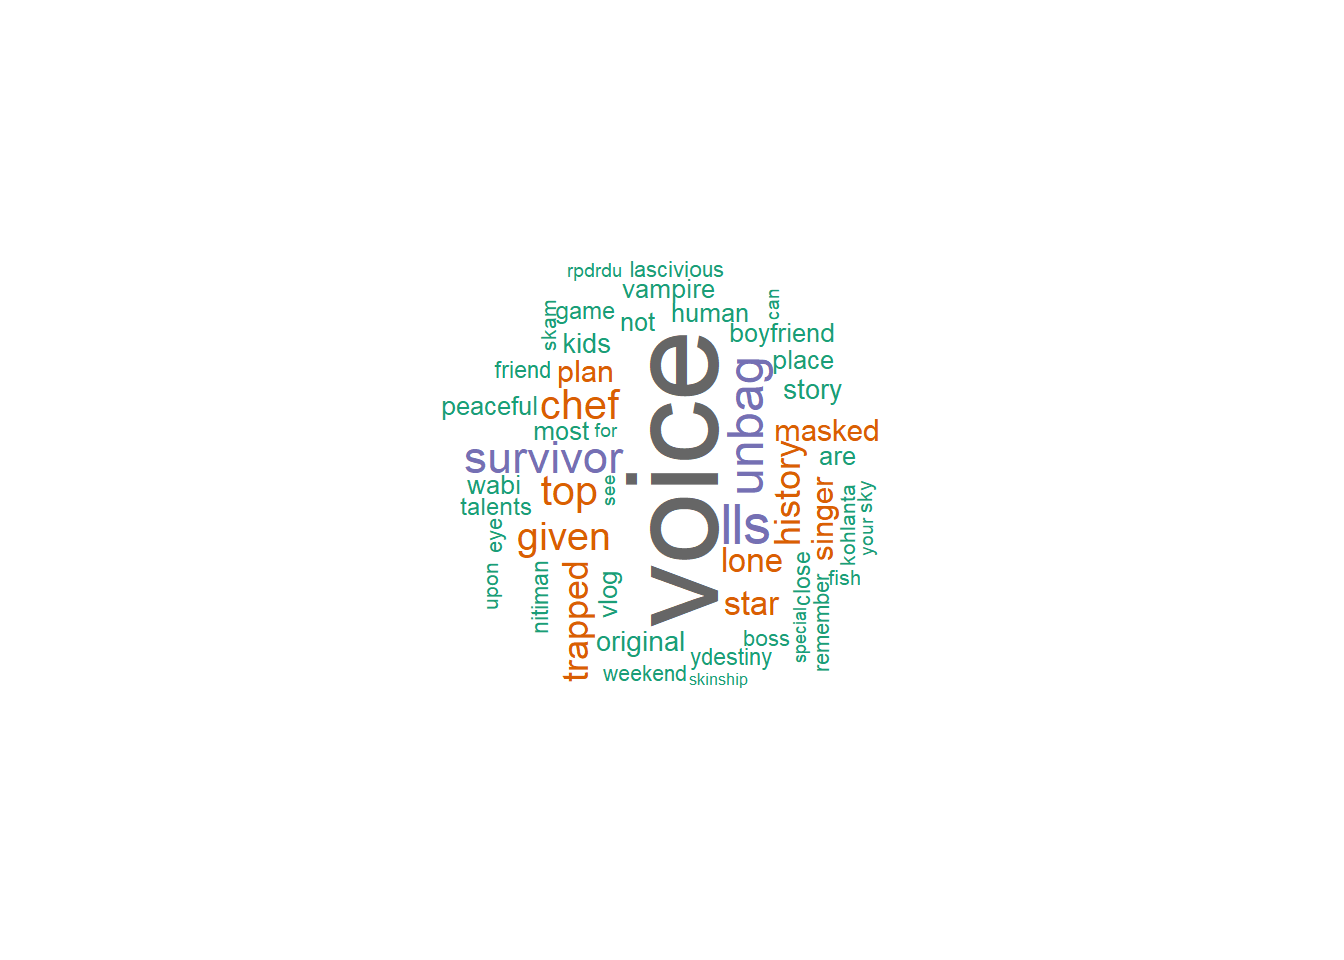 rpdrdu
lascivious
vampire
skam
game
not
human
can
kids
boyfriend
friend
plan
place
peaceful
chef
story
most
for
voice
unbag
masked
survivor
are
wabi
top
see
history
singer
talents
lls
kohlanta
your
sky
eye
given
lone
upon
nitiman
trapped
vlog
star
special
close
fish
remember
original
boss
ydestiny
weekend
skinship